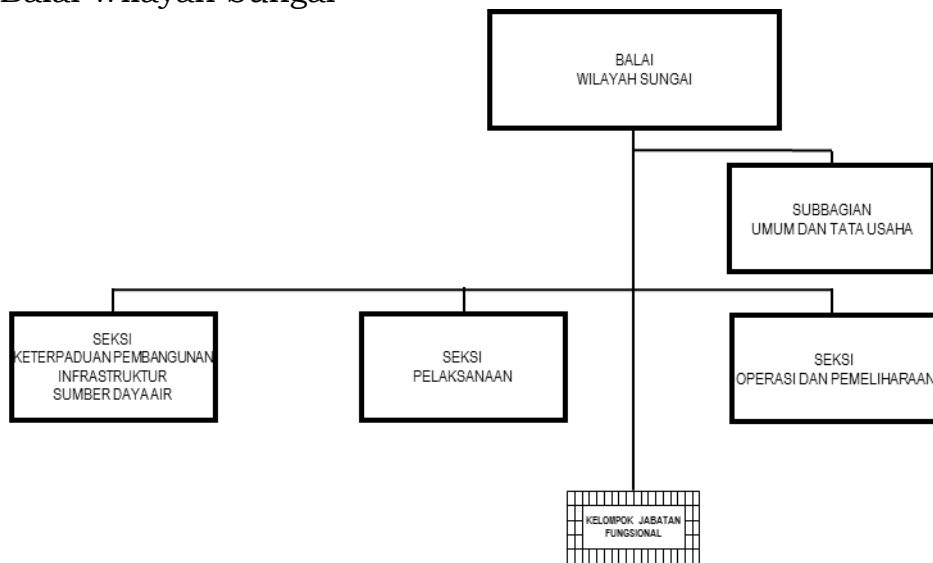 Balai Wilayah Sungai
BALAI
WILAYAH SUNGAI
SUBBAGIAN
UMUM DAN TATA USAHA
SEKSI
KETERPADUAN PEMBANGUNAN
INFRASTRUKTUR
SUMBER DAYA AIR
SEKSI
PELAKSANAAN
SEKSI
OPERASI DAN PEMELIHARAAN
KELOMPOK JABATAN
FUNGSIONAL